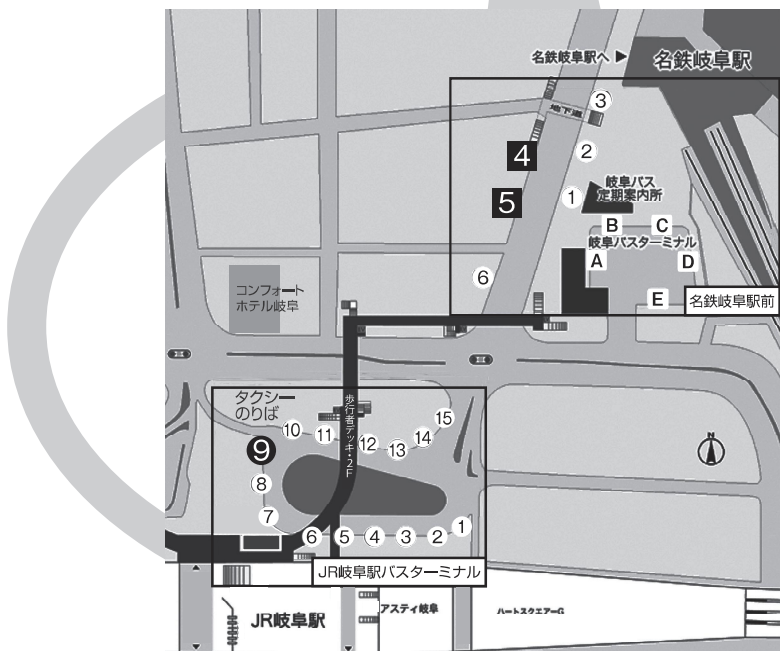 名鉄岐阜駅へ ▶
名鉄岐阜駅
地下道
3
4
2
5
1
岐阜バス
定期案内所
B
C
岐阜バスターミナル
A
D
6
E
名鉄岐阜駅前
コンフォート
ホテル岐阜
タクシー
のりば
歩行者デッキ・2F
10
11
12
13
14
15
9
8
7
6
5
4
3
2
1
N
JR岐阜駅バスターミナル
JR岐阜駅
アスティ岐阜
ハートスクエアーG